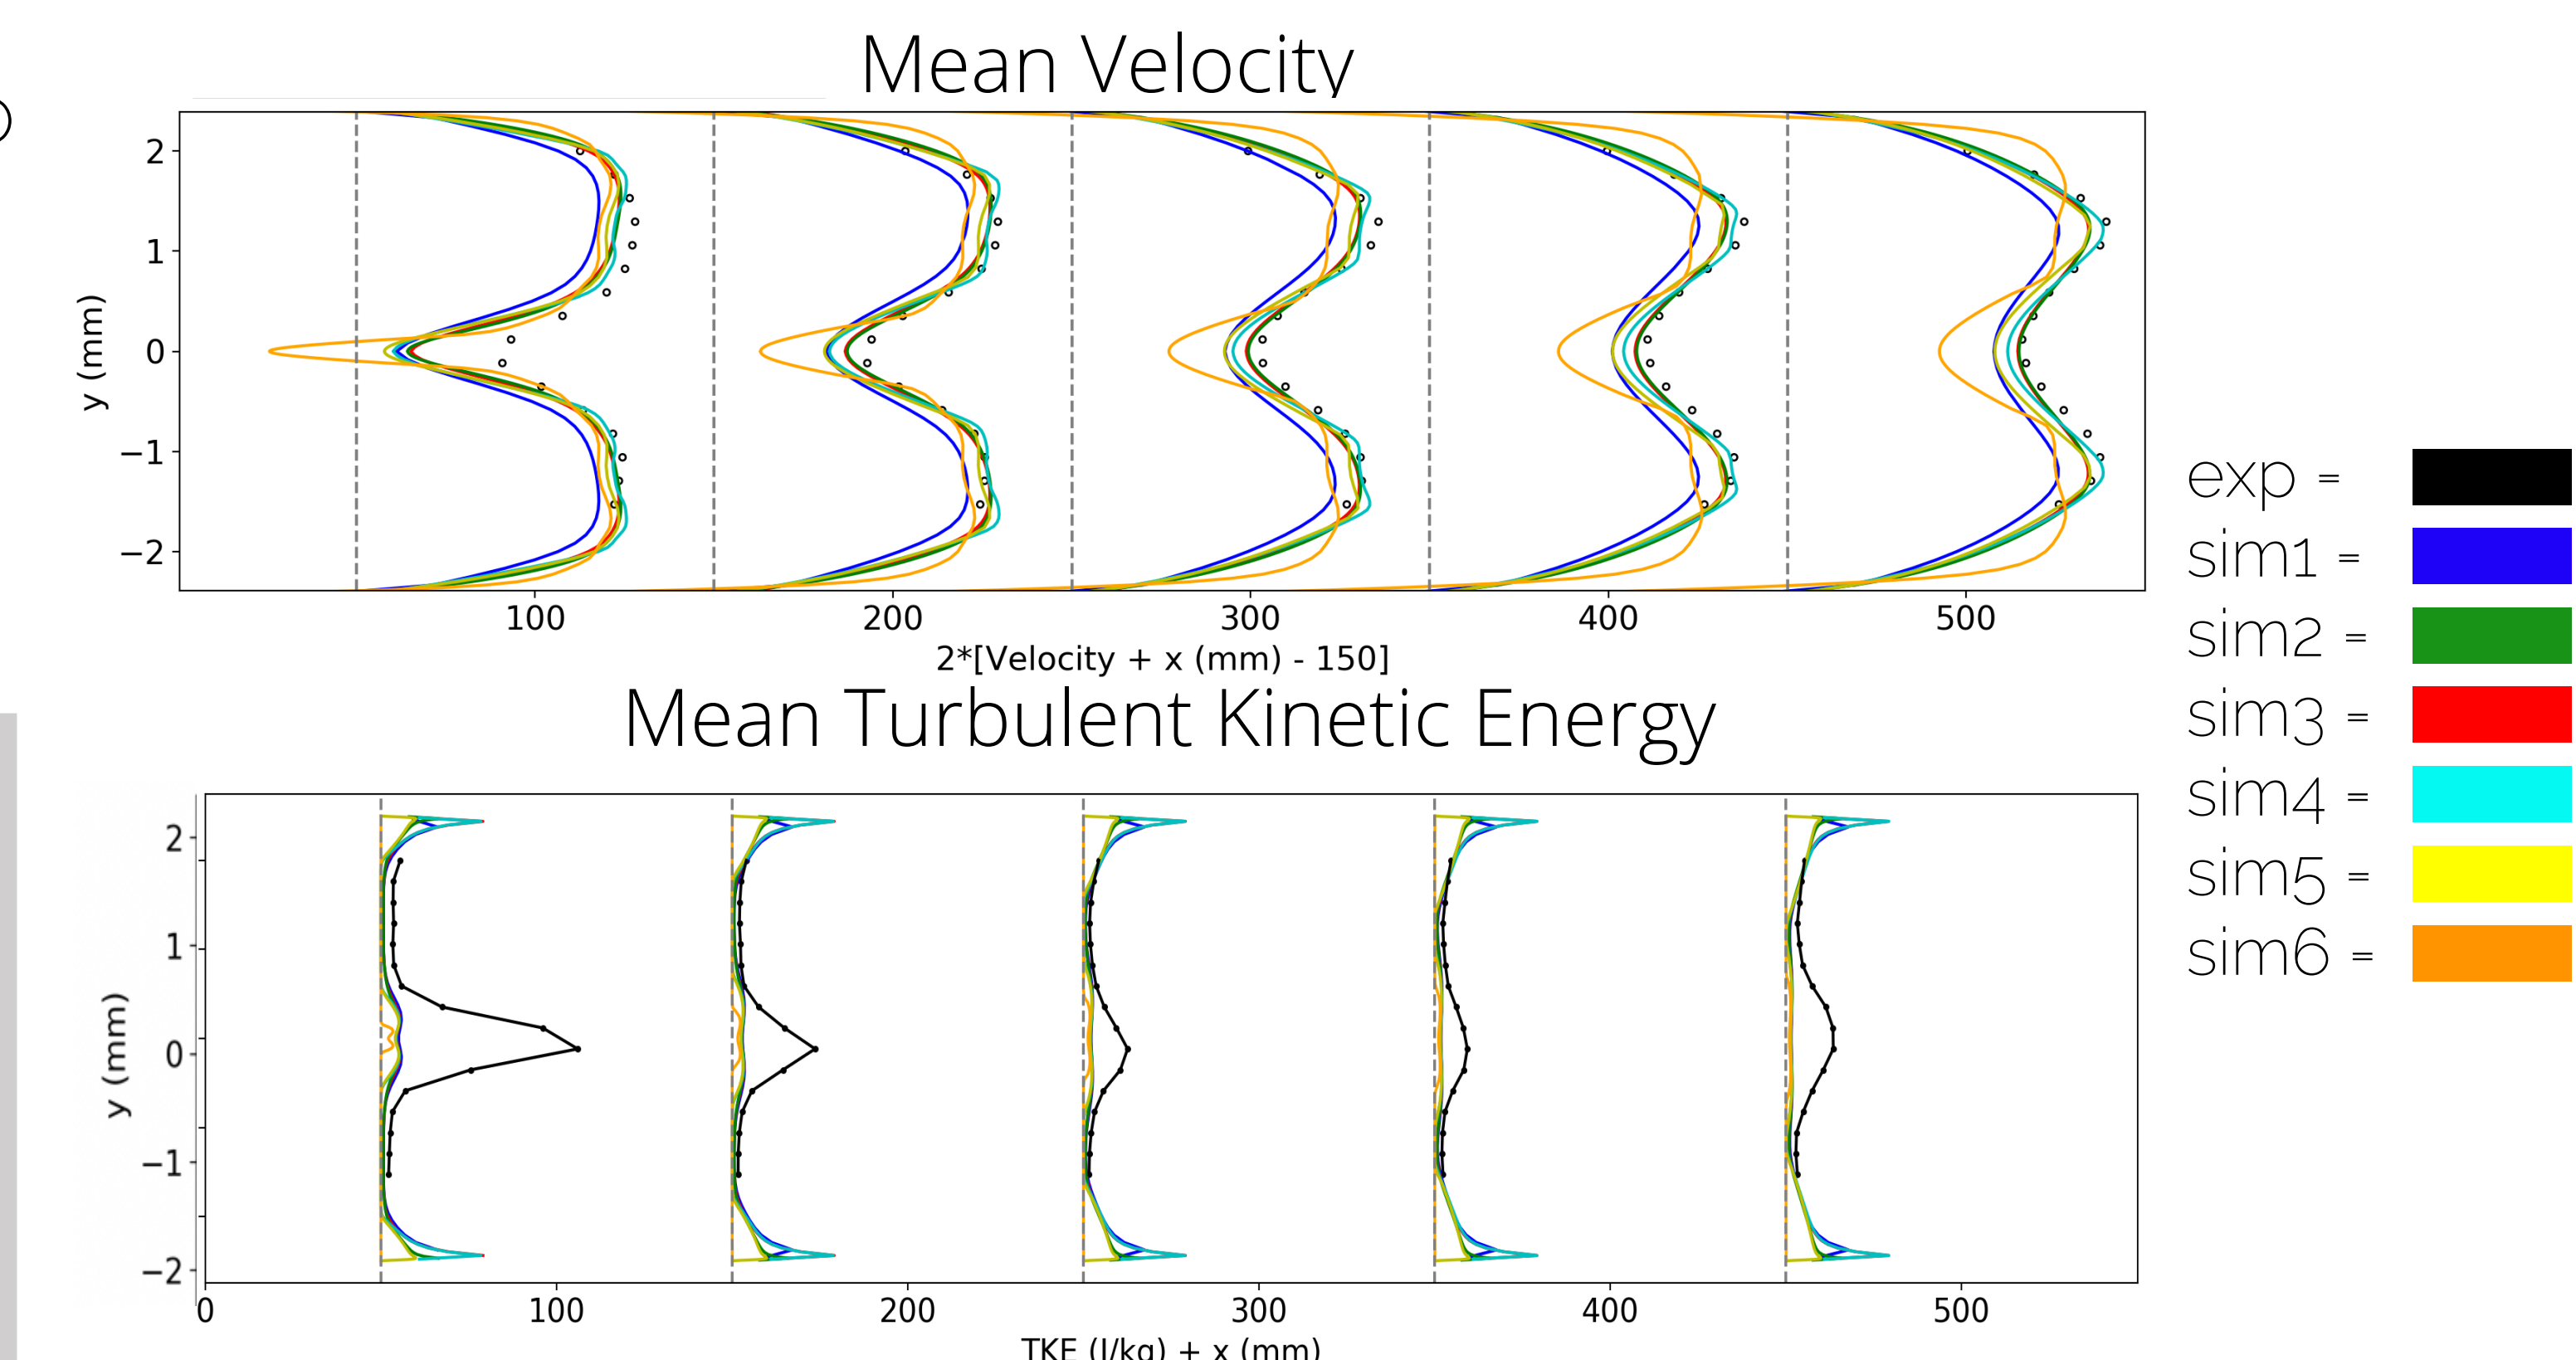 Mean Velocity
2
1
0
−1
−2
y (mm)
100 200 300 400 500
2*[Velocity + x (mm) - 150]
Mean Turbulent Kinetic Energy
2
1
0
−1
−2
y (mm)
0 100 200 300 400 500
TKE (J/kg) + x (mm)
exp =
sim1 =
sim2 =
sim3 =
sim4 =
sim5 =
sim6 =